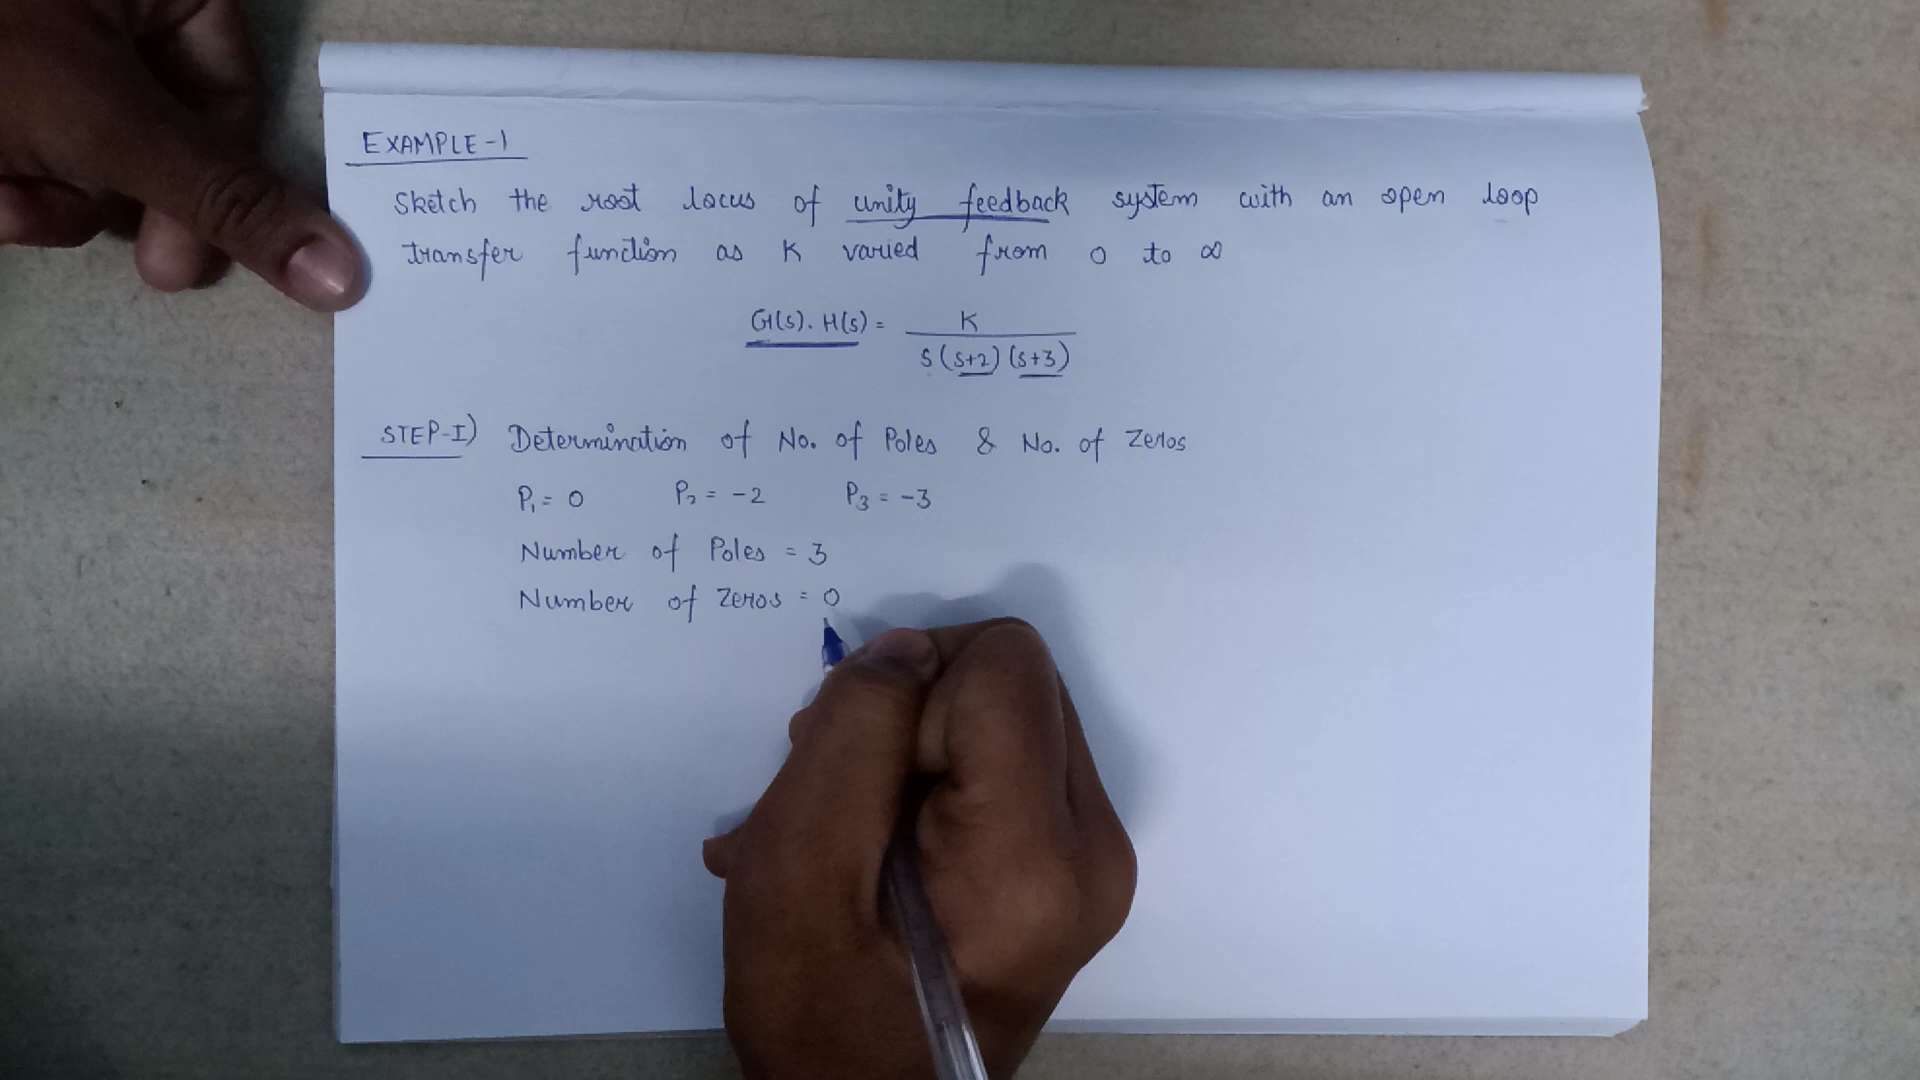 EXAMPLE-1
Sketch the root locus of unity feedback system with an open loop
transfer function as K varied from 0 to ∞
G(s). H(s) = K
S(S+2)(S+3)
STEP-I) Determination of No. of Poles & No. of Zeros
P₁ = 0 P₂ = -2 P₃ = -3
Number of Poles = 3
Number of Zeros = 0